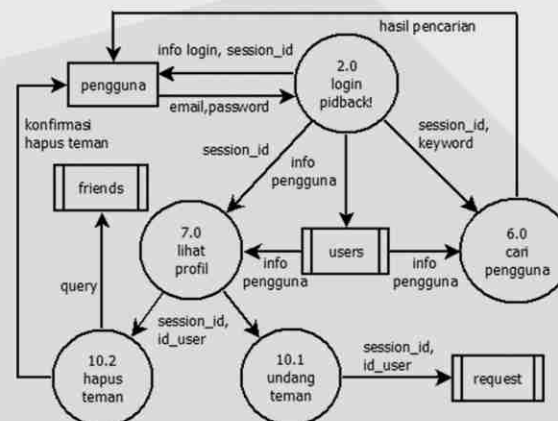 hasil pencarian
info login, session_id
pengguna
2.0
login
pidback!
email,password
konfirmasi
hapus teman
session_id
info
pengguna
session_id,
keyword
friends
7.0
lihat
profil
users
6.0
cari
pengguna
info
pengguna
info
pengguna
query
session_id,
id_user
10.2
hapus
teman
10.1
undang
teman
session_id,
id_user
request